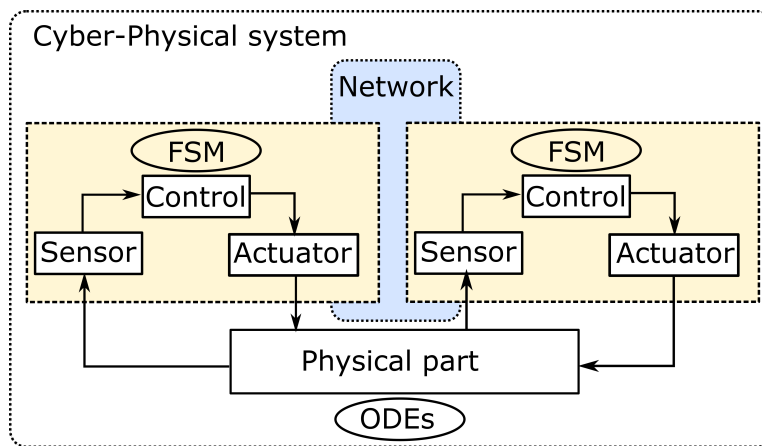 Cyber-Physical system
Network
FSM
Control
Sensor
Actuator
FSM
Control
Sensor
Actuator
Physical part
ODEs